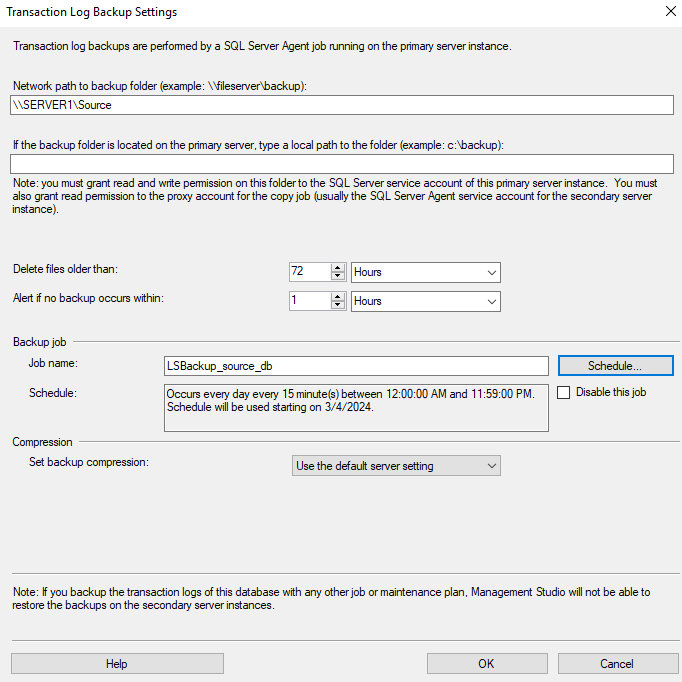 Transaction Log Backup Settings
Transaction log backups are performed by a SQL Server Agent job running on the primary server instance.
Network path to backup folder (example: \\fileserver\backup):
\\SERVER1\Source
If the backup folder is located on the primary server, type a local path to the folder (example: c:\backup):
Note: you must grant read and write permission on this folder to the SQL Server service account of this primary server instance. You must
also grant read permission to the proxy account for the copy job (usually the SQL Server Agent service account for the secondary server
instance).
Delete files older than:
72
Hours
Alert if no backup occurs within:
1
Hours
Backup job
Job name:
LSBackup_source_db
Schedule...
Schedule:
Occurs every day every 15 minute(s) between 12:00:00 AM and 11:59:00 PM.
Schedule will be used starting on 3/4/2024.
Disable this job
Compression
Set backup compression:
Use the default server setting
Note: If you backup the transaction logs of this database with any other job or maintenance plan, Management Studio will not be able to
restore the backups on the secondary server instances.
Help
OK
Cancel